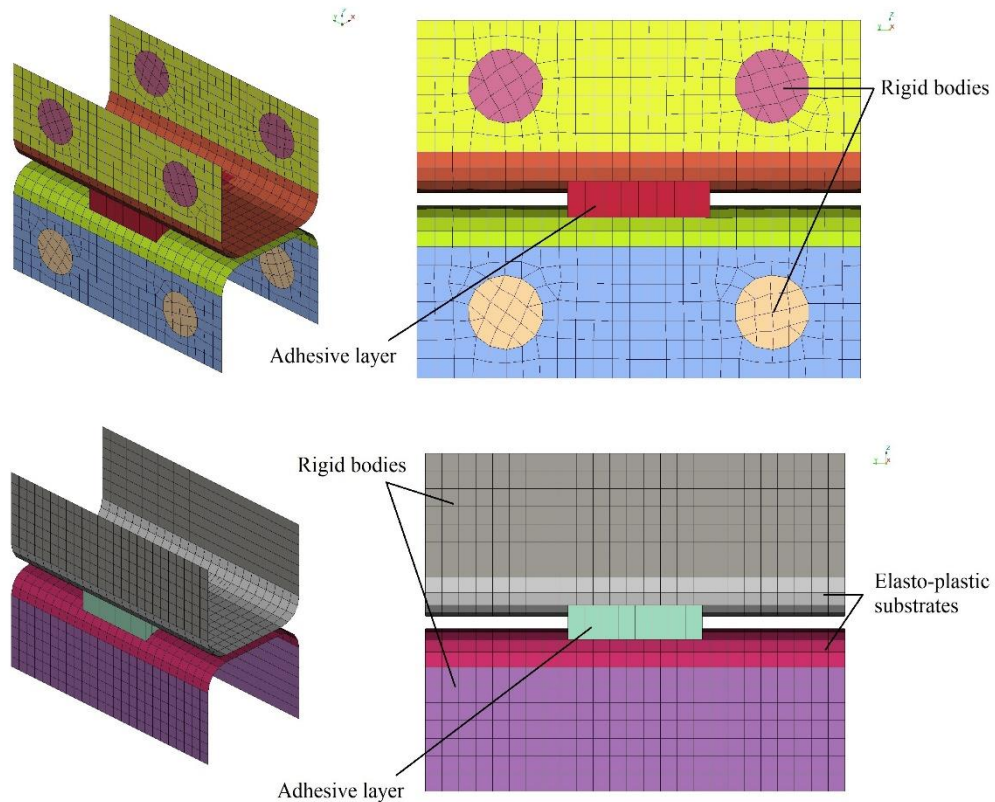 Rigid bodies
Adhesive layer
Rigid bodies
Elasto-plastic
substrates
Adhesive layer